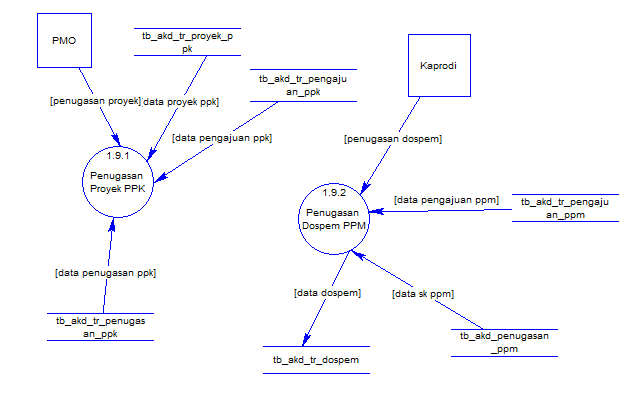 PMO
tb_akd_tr_proyek_p
pk
Kaprodi
tb_akd_tr_pengaju
an_ppk
[penugasan proyek]
data proyek ppk]
[data pengajuan ppk]
[penugasan dospem]
1.9.1
Penugasan
Proyek PPK
1.9.2
Penugasan
Dospem PPM
[data pengajuan ppm]
tb_akd_tr_pengaju
an_ppm
[data penugasan ppk]
[data dospem]
[data sk ppm]
tb_akd_tr_penugas
an_ppk
tb_akd_penugasan
_ppm
tb_akd_tr_dospem